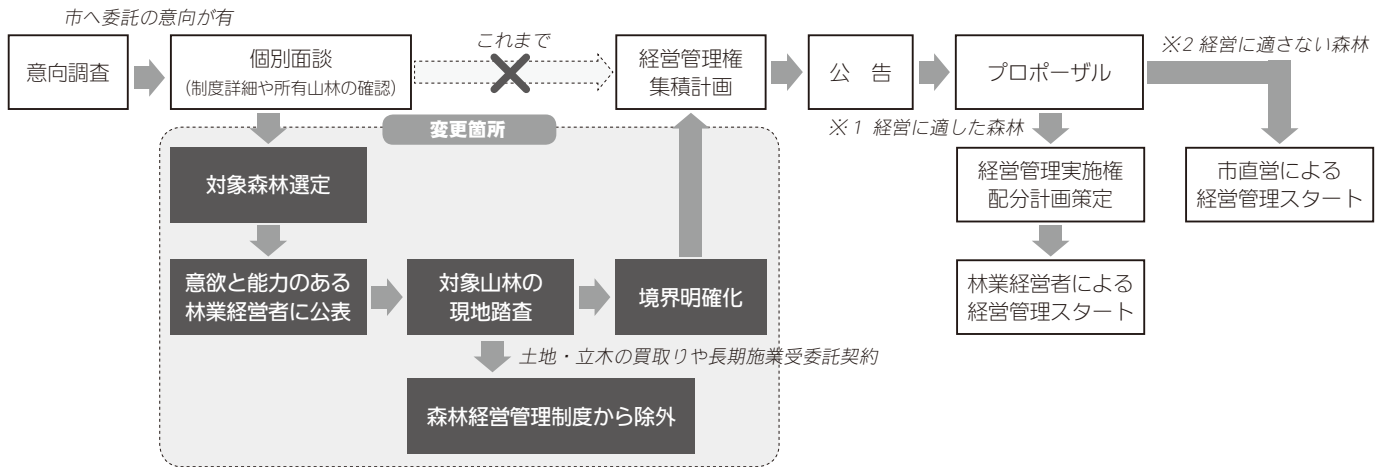 市へ委託の意向が有
意向調査
個別面談
（制度詳細や所有山林の確認）
これまで
経営管理権
集積計画
公　告
プロポーザル
※2 経営に適さない森林
※1 経営に適した森林
変更箇所
対象森林選定
経営管理実施権
配分計画策定
市直営による
経営管理スタート
意欲と能力のある
林業経営者に公表
対象山林の
現地踏査
境界明確化
林業経営者による
経営管理スタート
土地・立木の買取りや長期施業受委託契約
森林経営管理制度から除外